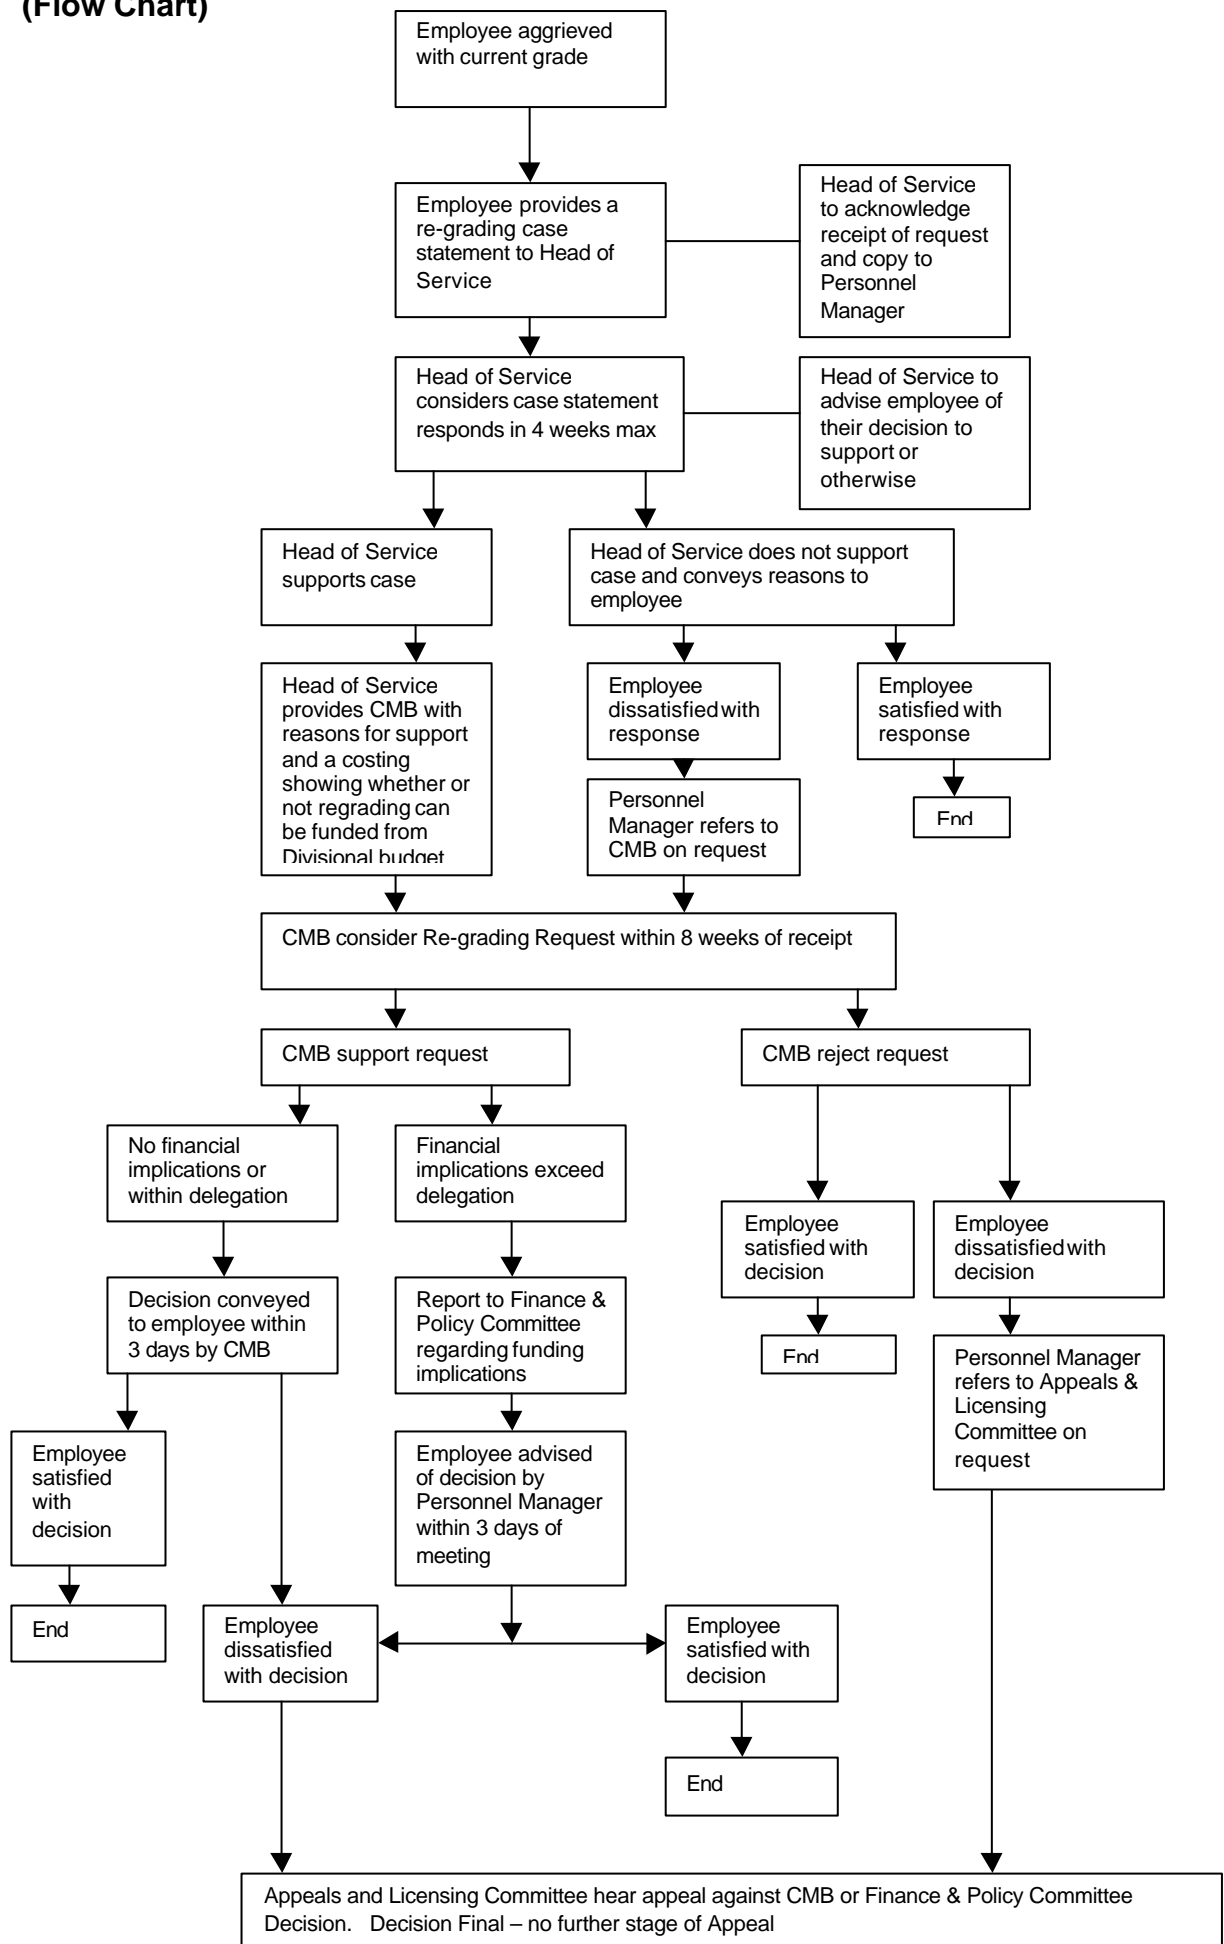 (Flow Chart)
Employee aggrieved
with current grade
Employee provides a
re-grading case
statement to Head of
Service
Head of Service
to acknowledge
receipt of request
and copy to
Personnel
Manager
Head of Service
considers case statement
responds in 4 weeks max
Head of Service to
advise employee of
their decision to
support or
otherwise
Head of Service
supports case
Head of Service does not support
case and conveys reasons to
employee
Head of Service
provides CMB with
reasons for support
and a costing
showing whether or
not regrading can
be funded from
Divisional budget
Employee
dissatisfied with
response
Employee
satisfied with
response
Personnel
Manager refers to
CMB on request
End
CMB consider Re-grading Request within 8 weeks of receipt
CMB support request
CMB reject request
No financial
implications or
within delegation
Financial
implications exceed
delegation
Employee
satisfied with
decision
Employee
dissatisfied with
decision
Decision conveyed
to employee within
3 days by CMB
Report to Finance &
Policy Committee
regarding funding
implications
End
Personnel Manager
refers to Appeals &
Licensing
Committee on
request
Employee
satisfied
with
decision
Employee advised
of decision by
Personnel Manager
within 3 days of
meeting
End
Employee
dissatisfied
with decision
Employee
satisfied with
decision
End
Appeals and Licensing Committee hear appeal against CMB or Finance & Policy Committee
Decision. Decision Final – no further stage of Appeal